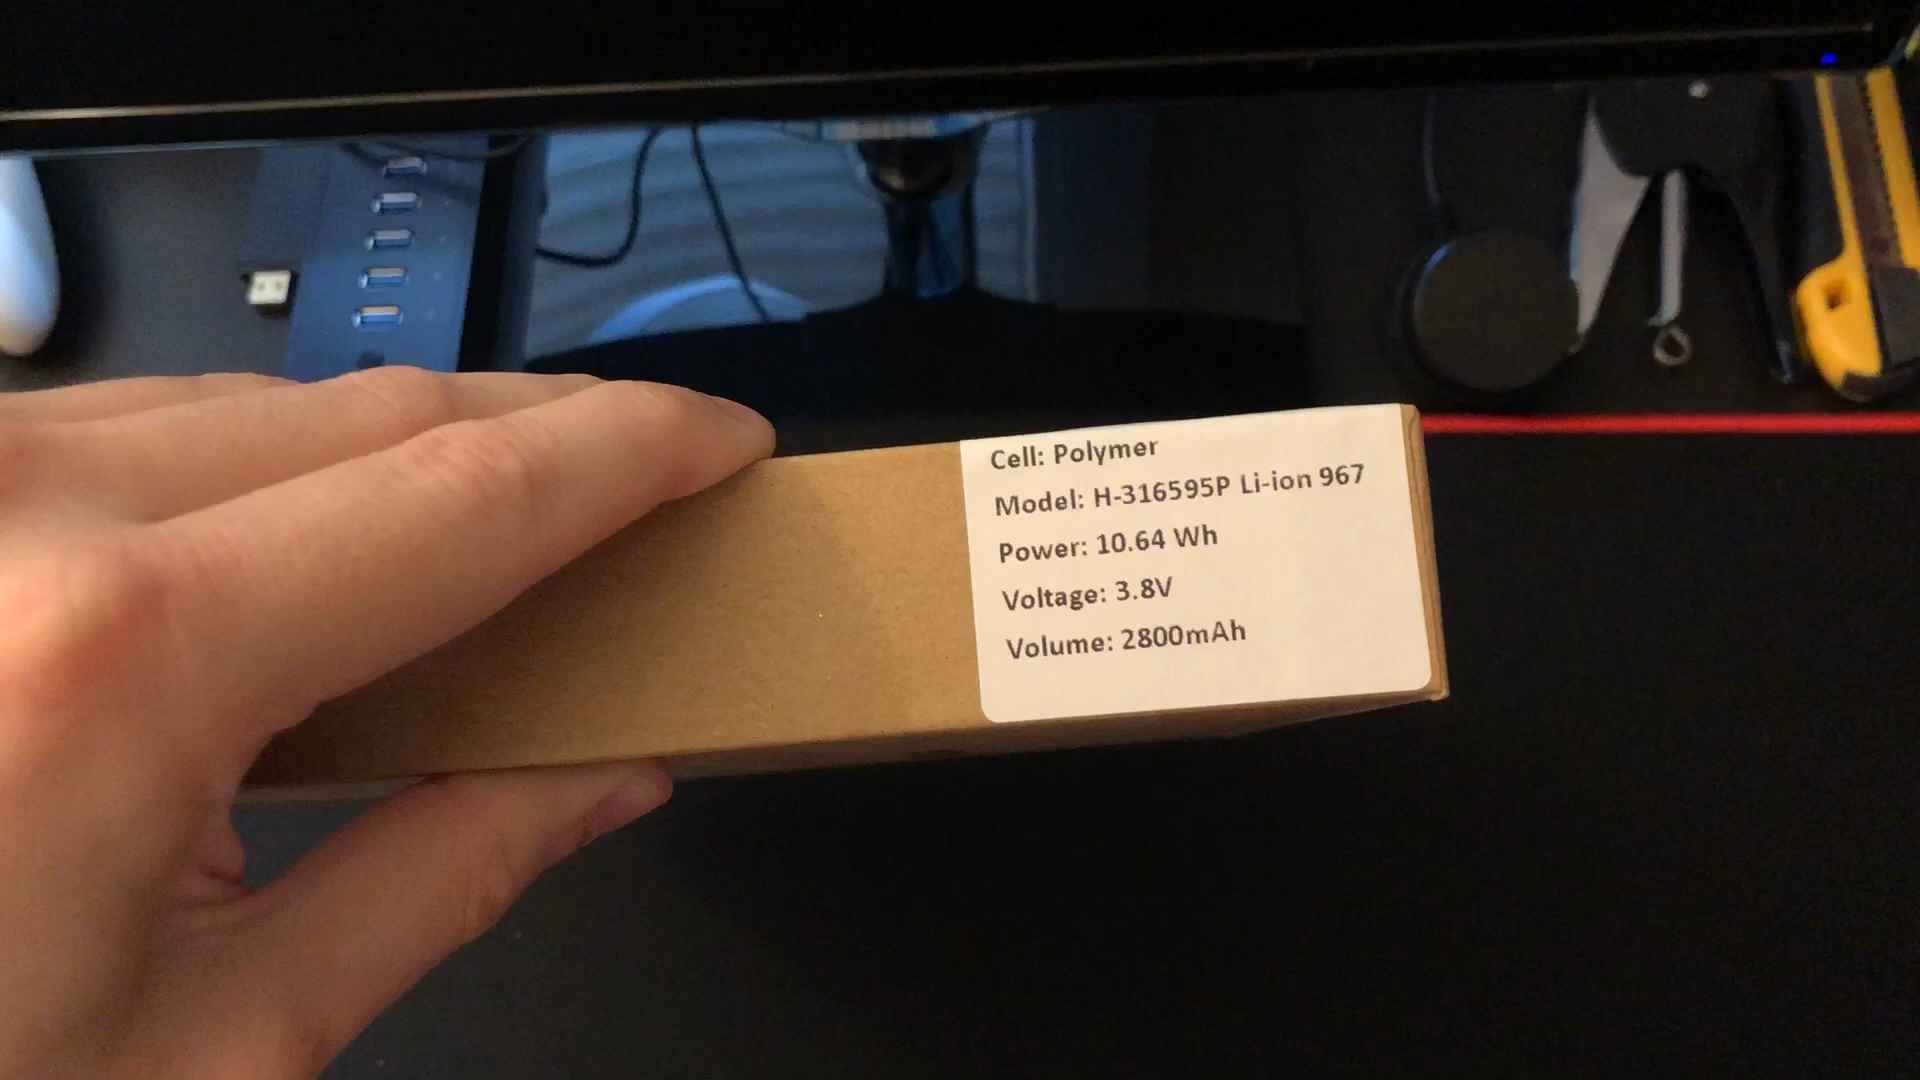 Cell: Polymer
Model: H-316595P Li-ion 967
Power: 10.64 Wh
Voltage: 3.8V
Volume: 2800mAh